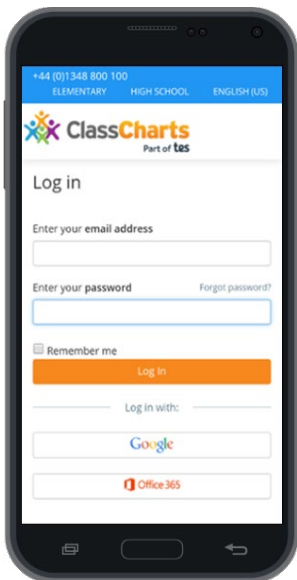 +44 (0)1348 800 100
ELEMENTARY HIGH SCHOOL ENGLISH (US)
ClassCharts
Part of tes
Log in
Enter your email address
Enter your password Forgot password?
Remember me
Log In
Log in with:
Google
Office 365